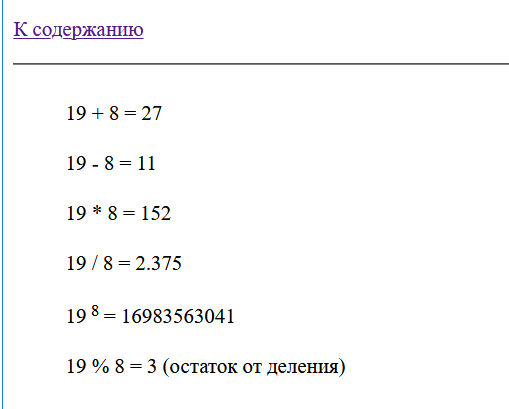 К содержанию
19 + 8 = 27
19 - 8 = 11
19 * 8 = 152
19 / 8 = 2.375
19 ⁸ = 16983563041
19 % 8 = 3 (остаток от деления)